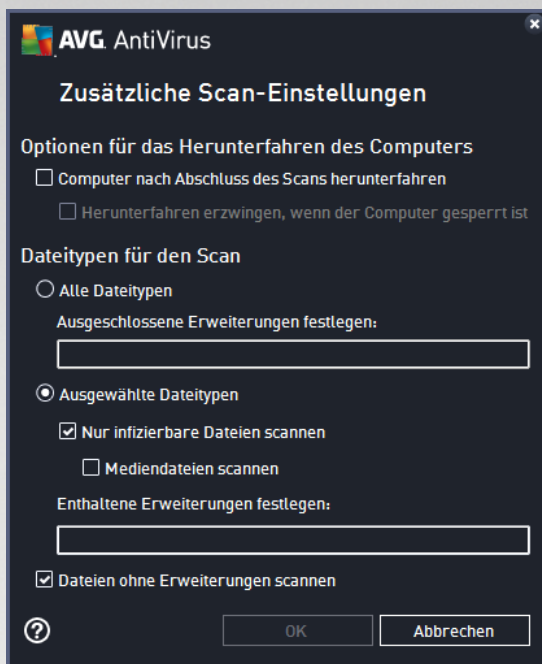 AVG AntiVirus
Zusätzliche Scan-Einstellungen
Optionen für das Herunterfahren des Computers
Computer nach Abschluss des Scans herunterfahren
Herunterfahren erzwingen, wenn der Computer gesperrt ist
Dateitypen für den Scan
Alle Dateitypen
Ausgeschlossene Erweiterungen festlegen:
Ausgewählte Dateitypen
Nur infizierbare Dateien scannen
Mediendateien scannen
Enthaltene Erweiterungen festlegen:
Dateien ohne Erweiterungen scannen
OK
Abbrechen